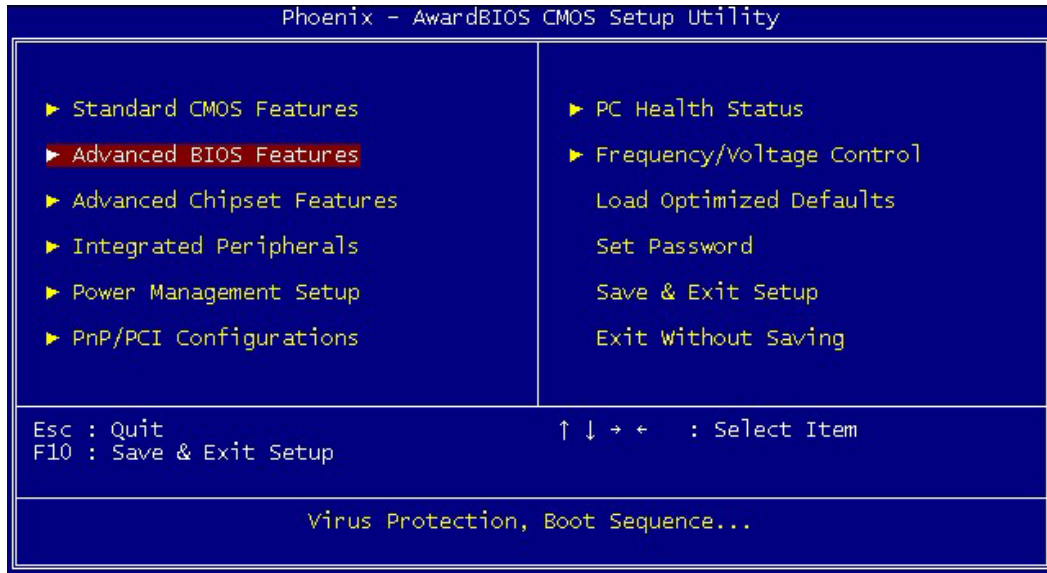 Phoenix - AwardBIOS CMOS Setup Utility
► Standard CMOS Features
► Advanced BIOS Features
► Advanced Chipset Features
► Integrated Peripherals
► Power Management Setup
► PnP/PCI Configurations
► PC Health Status
► Frequency/Voltage Control
Load Optimized Defaults
Set Password
Save & Exit Setup
Exit Without Saving
Esc : Quit
F10 : Save & Exit Setup
↑ ↓ → ← : Select Item
Virus Protection, Boot Sequence...